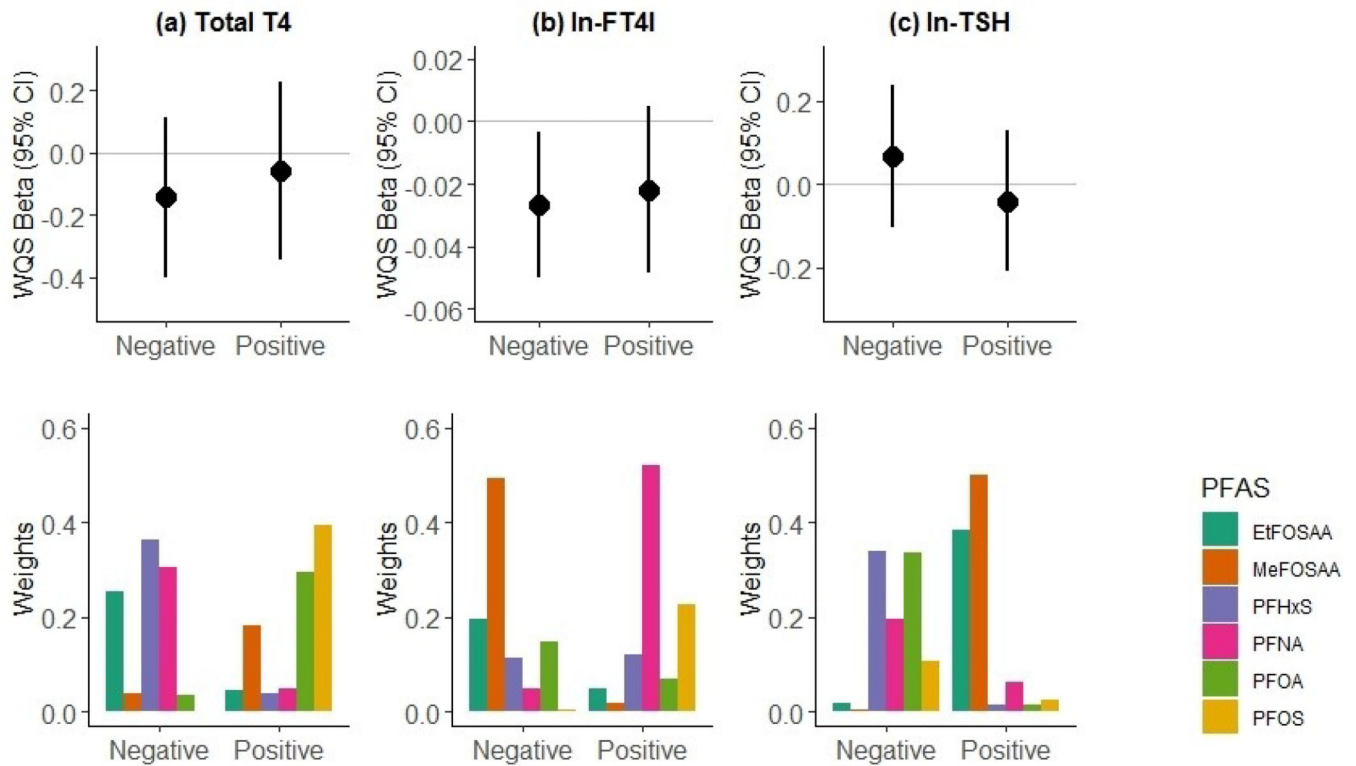 (a) Total T4
(b) ln-FT4I
(c) ln-TSH
WQS Beta (95% CI)
0.2
0.0
-0.2
-0.4
Negative Positive
WQS Beta (95% CI)
0.02
0.00
-0.02
-0.04
-0.06
Negative Positive
WQS Beta (95% CI)
0.2
0.0
-0.2
Negative Positive
Weights
0.6
0.4
0.2
0.0
Negative Positive
Weights
0.6
0.4
0.2
0.0
Negative Positive
Weights
0.6
0.4
0.2
0.0
Negative Positive
PFAS
EtFOSAA
MeFOSAA
PFHxS
PFNA
PFOA
PFOS